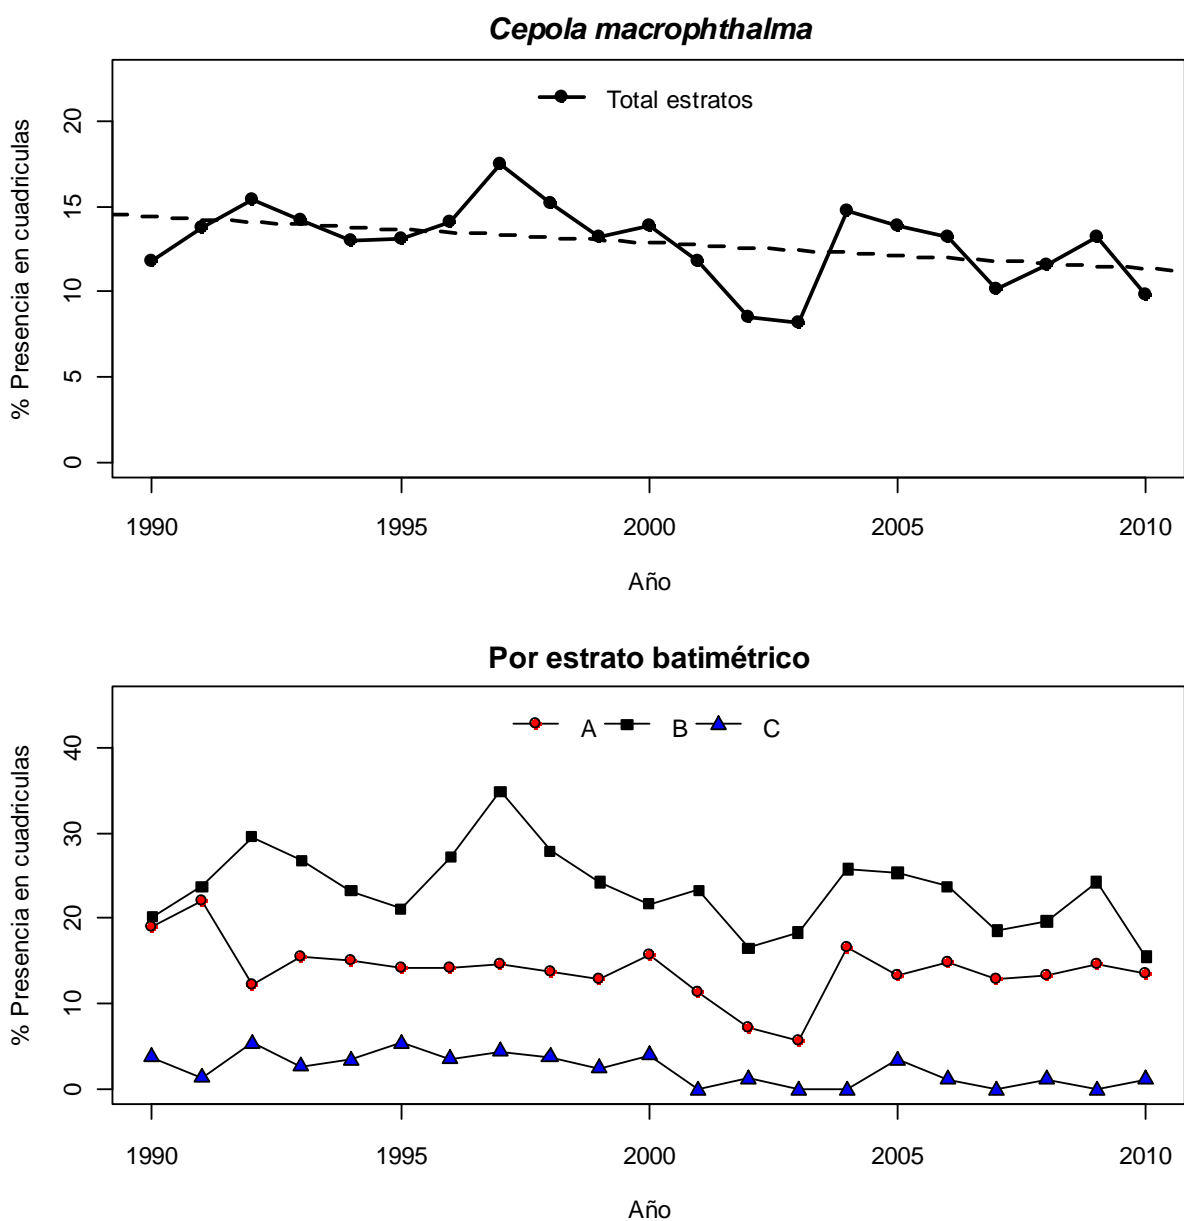 Cepola macrophthalma
Total estratos
% Presencia en cuadriculas
20
15
10
5
0
1990 1995 2000 2005 2010
Año
Por estrato batimétrico
A B C
% Presencia en cuadriculas
40
30
20
10
0
1990 1995 2000 2005 2010
Año